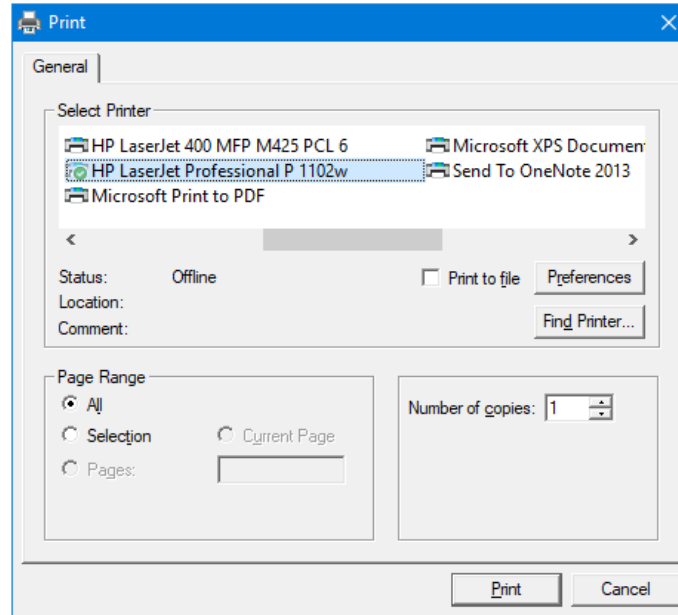 Print
General
Select Printer
HP LaserJet 400 MFP M425 PCL 6
HP LaserJet Professional P 1102w
Microsoft Print to PDF
Microsoft XPS Documen
Send To OneNote 2013
Status: Offline
Print to file
Preferences
Location:
Comment:
Find Printer...
Page Range
All
Selection
Current Page
Pages:
Number of copies: 1
Print
Cancel